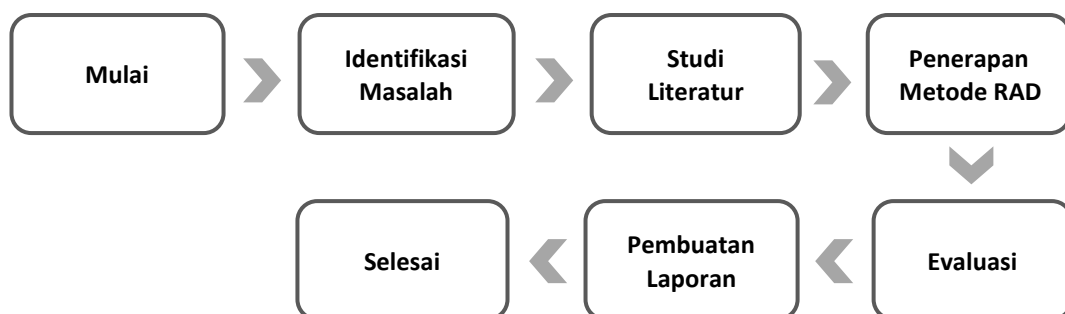 Mulai
Identifikasi
Masalah
Studi
Literatur
Penerapan
Metode RAD
Evaluasi
Pembuatan
Laporan
Selesai